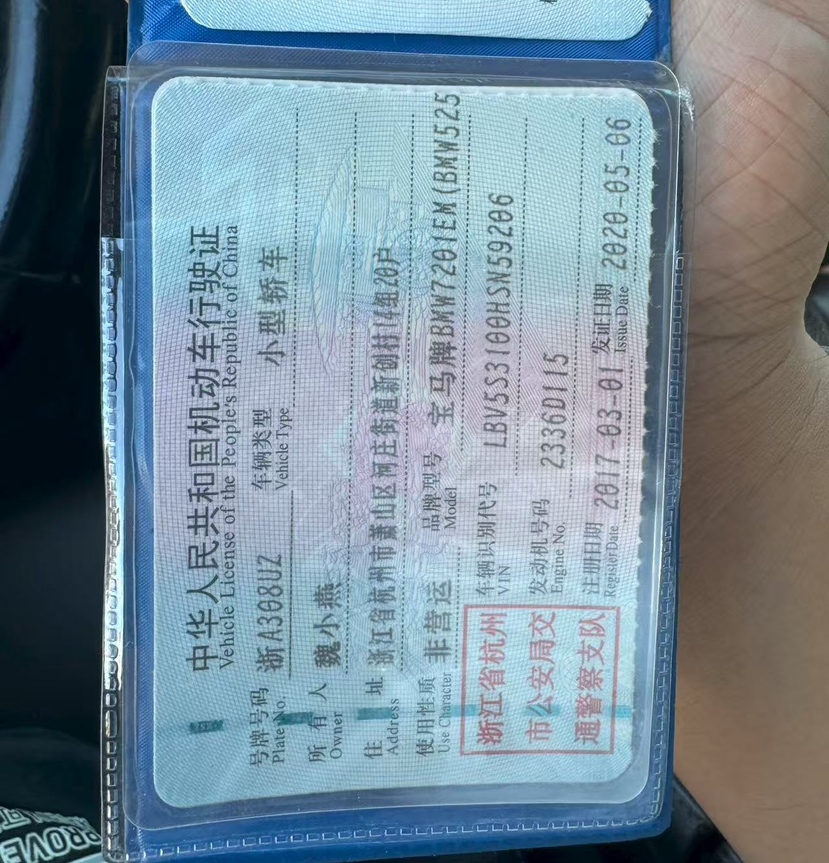 中华人民共和国机动车行驶证
Vehicle License of the People's Republic of China
号牌号码 浙A308UZ 车辆类型 小型轿车
Plate No. Vehicle Type
所有人 魏小燕
Owner
住址 浙江省杭州市萧山区河庄街道新创村14组20户
Address
使用性质 非营运 品牌型号 宝马牌BMW7201EM(BMW525
Use Character Model
浙江省杭州
市公安局交
通警察支队
车辆识别代号 LBV5S3100HSN59206
VIN
发动机号码 2336D115
Engine No.
注册日期 2017-03-01 发证日期 2020-05-06
Register Date Issue Date
PROVE